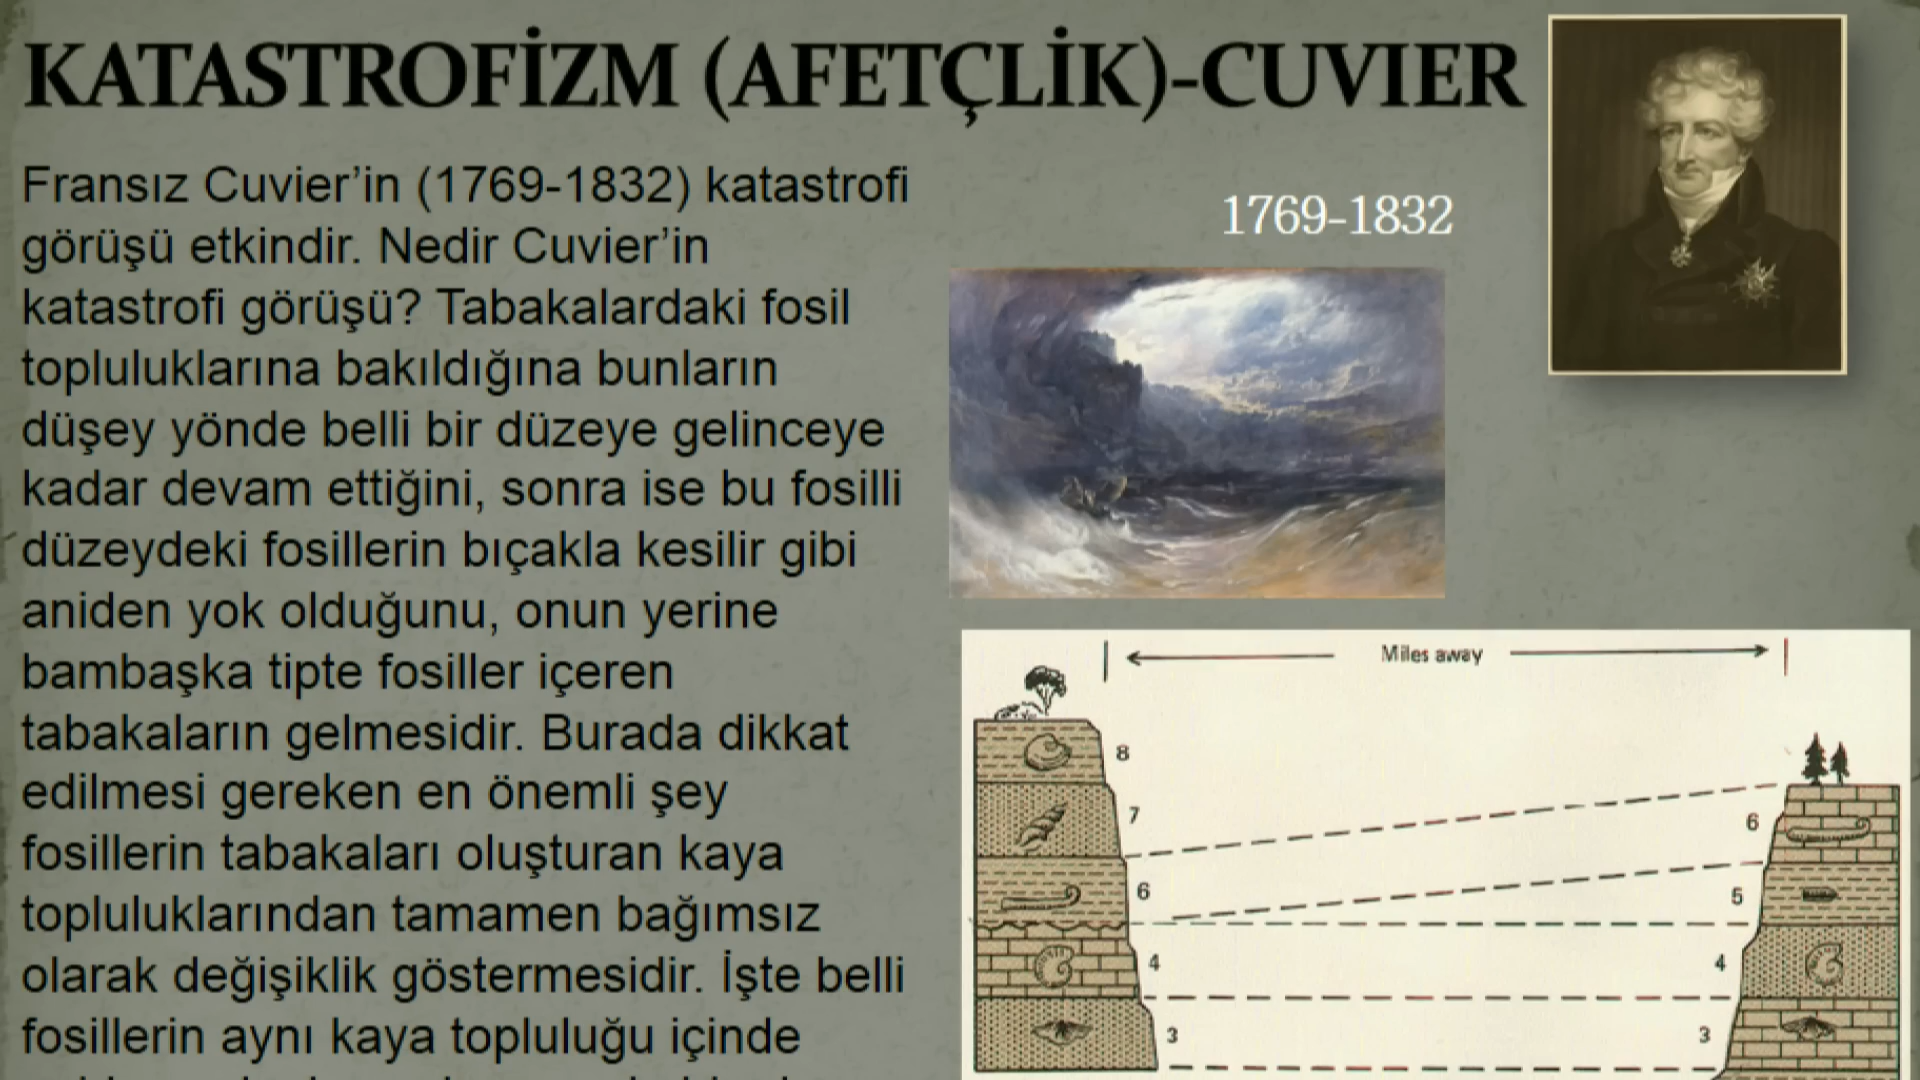 KATASTROFİZM (AFETÇLİK)-CUVIER
Fransız Cuvier’in (1769-1832) katastrofi
görüşü etkindir. Nedir Cuvier’in
katastrofi görüşü? Tabakalardaki fosil
topluluklarına bakıldığına bunların
düşey yönde belli bir düzeye gelinceye
kadar devam ettiğini, sonra ise bu fosilli
düzeydeki fosillerin bıçakla kesilir gibi
aniden yok olduğunu, onun yerine
bambaşka tipte fosiller içeren
tabakaların gelmesidir. Burada dikkat
edilmesi gereken en önemli şey
fosillerin tabakaları oluşturan kaya
topluluklarından tamamen bağımsız
olarak değişiklik göstermesidir. İşte belli
fosillerin aynı kaya topluluğu içinde
1769-1832
Miles away
8
7
6
6
5
4
4
3
3